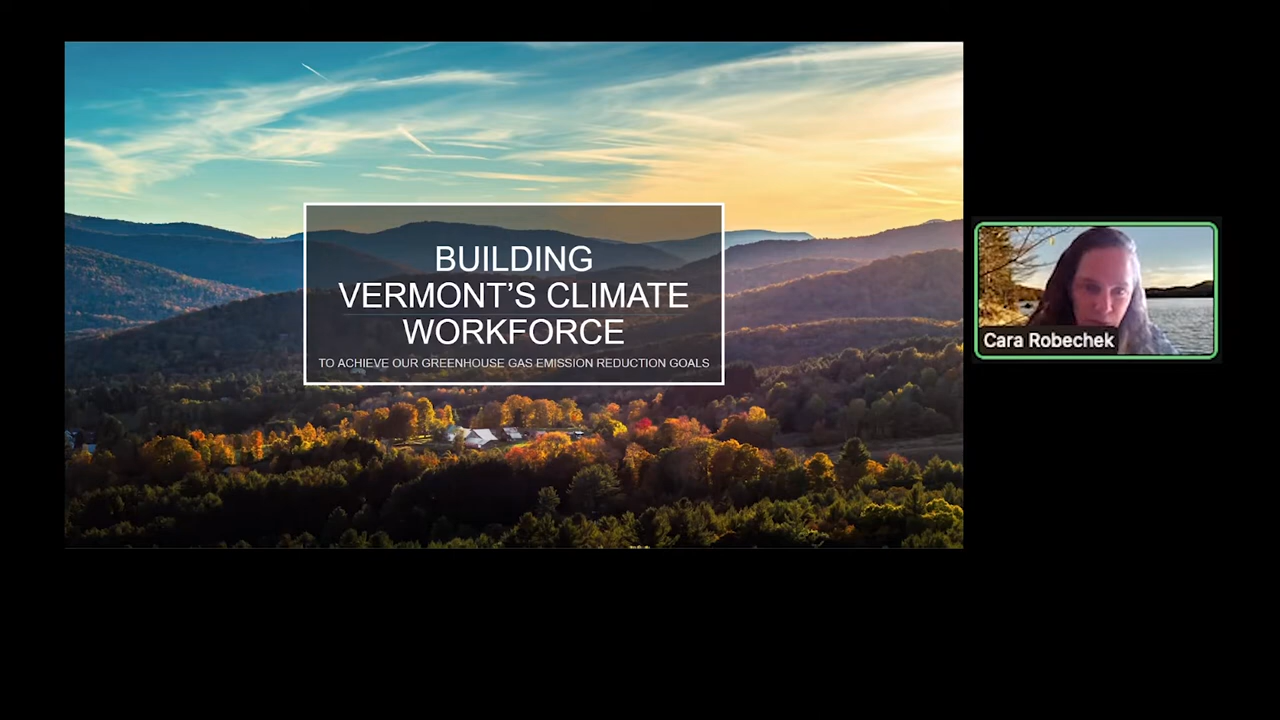 BUILDING
VERMONT’S CLIMATE
WORKFORCE
TO ACHIEVE OUR GREENHOUSE GAS EMISSION REDUCTION GOALS
Cara Robechek